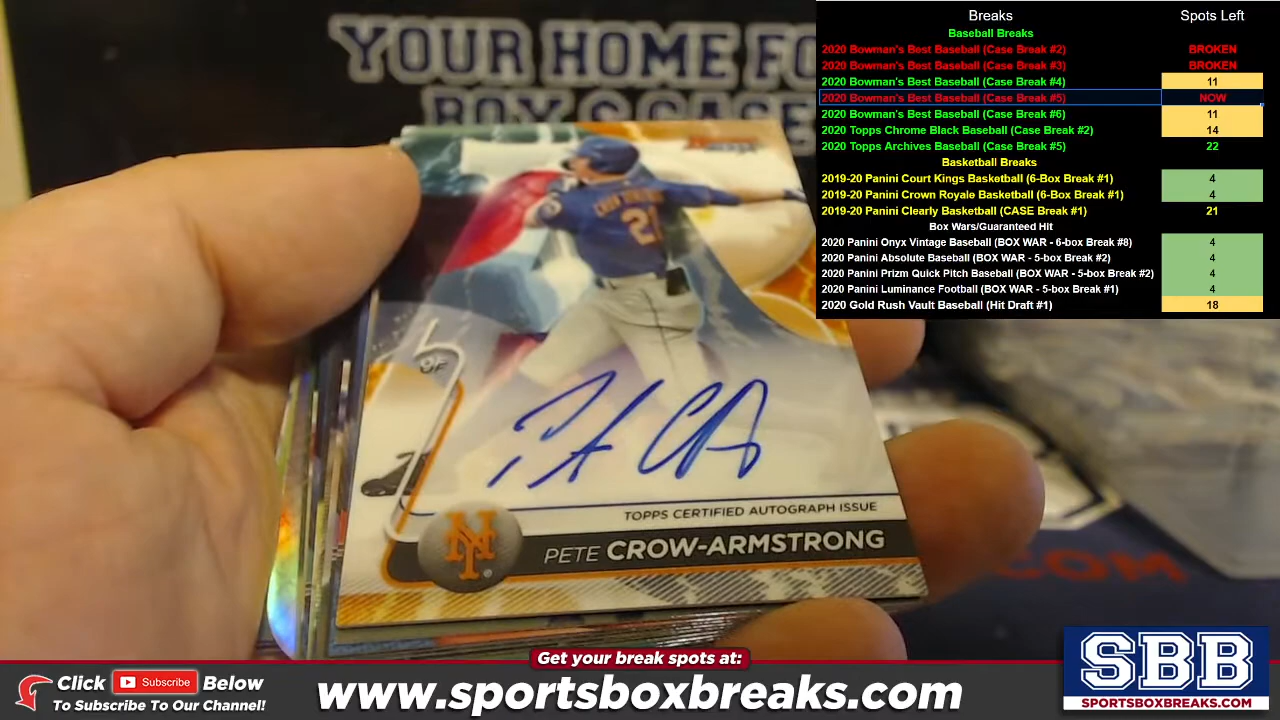 YOUR HOME FO
BOX & CASE
Breaks Spots Left
Baseball Breaks
2020 Bowman's Best Baseball (Case Break #2) BROKEN
2020 Bowman's Best Baseball (Case Break #3) BROKEN
2020 Bowman's Best Baseball (Case Break #4) 11
2020 Bowman's Best Baseball (Case Break #5) NOW
2020 Bowman's Best Baseball (Case Break #6) 11
2020 Topps Chrome Black Baseball (Case Break #2) 14
2020 Topps Archives Baseball (Case Break #5) 22
Basketball Breaks
2019-20 Panini Court Kings Basketball (6-Box Break #1) 4
2019-20 Panini Crown Royale Basketball (6-Box Break #1) 4
2019-20 Panini Clearly Basketball (CASE Break #1) 21
Box Wars/Guaranteed Hit
2020 Panini Onyx Vintage Baseball (BOX WAR - 6-box Break #8) 4
2020 Panini Absolute Baseball (BOX WAR - 5-box Break #2) 4
2020 Panini Prizm Quick Pitch Baseball (BOX WAR - 5-box Break #2) 4
2020 Panini Luminance Football (BOX WAR - 5-box Break #1) 4
2020 Gold Rush Vault Baseball (Hit Draft #1) 18
21
OF
TOPPS CERTIFIED AUTOGRAPH ISSUE
NY
PETE CROW-ARMSTRONG
.COM
Get your break spots at:
Click Subscribe Below
To Subscribe To Our Channel!
www.sportsboxbreaks.com
SBB
SPORTSBOXBREAKS.COM